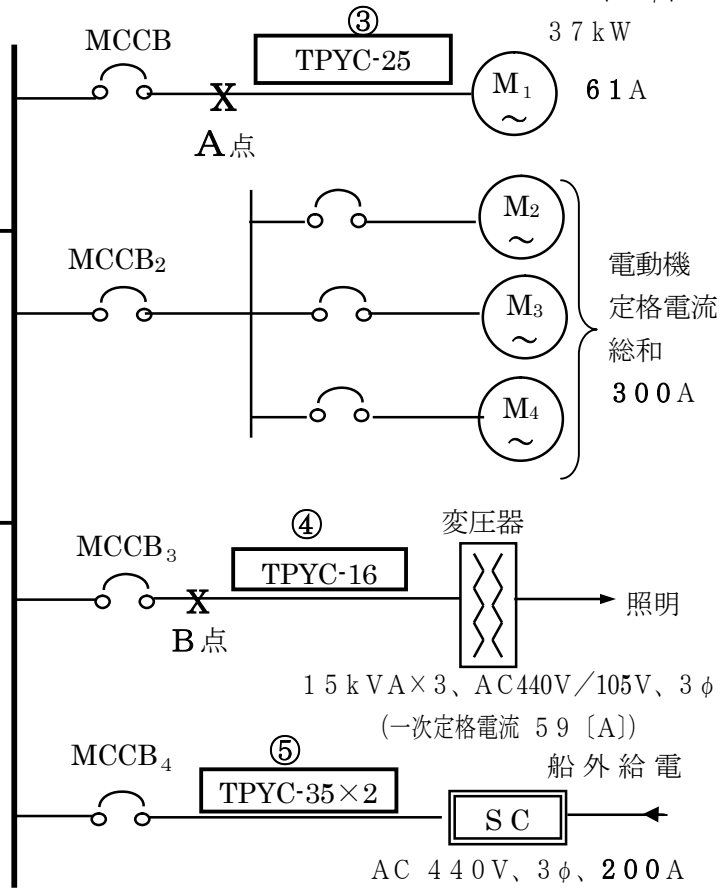 ③
MCCB
TPYC-25
３７kW
M₁
～
６１A
X
A点
MCCB₂
M₂
～
M₃
～
M₄
～
電動機
定格電流
総和
３００A
④
変圧器
MCCB₃
TPYC-16
X
B点
照明
１５ｋＶＡ×３、ＡＣ440Ｖ／105Ｖ、３φ
(一次定格電流 ５９〔A〕)
⑤
船外給電
MCCB₄
TPYC-35×2
ＳＣ
AC ４４０V、３φ、２００A